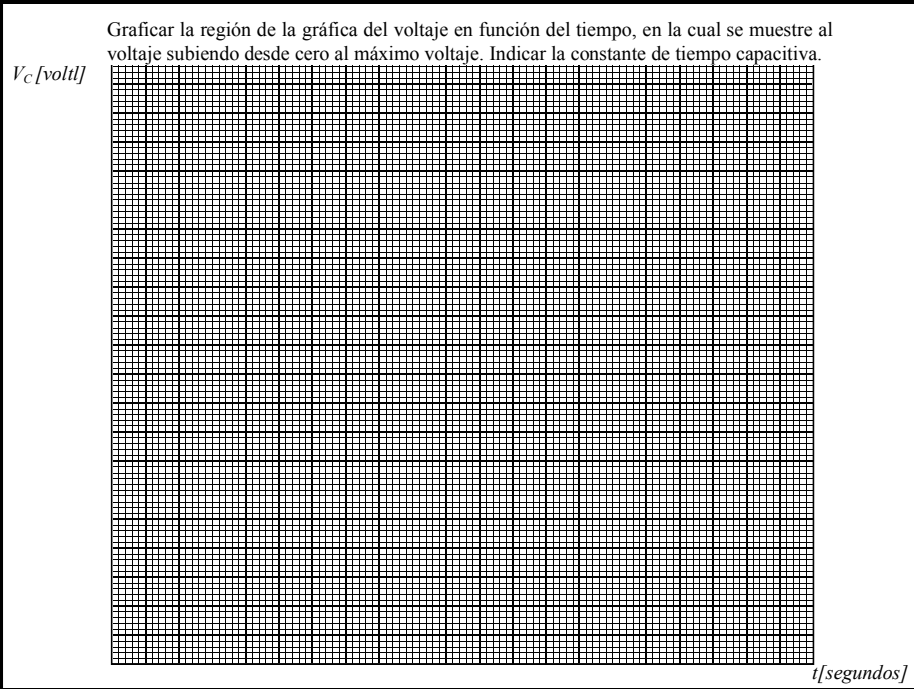 Graficar la región de la gráfica del voltaje en función del tiempo, en la cual se muestre al
voltaje subiendo desde cero al máximo voltaje. Indicar la constante de tiempo capacitiva.
VC [voltl]
t[segundos]